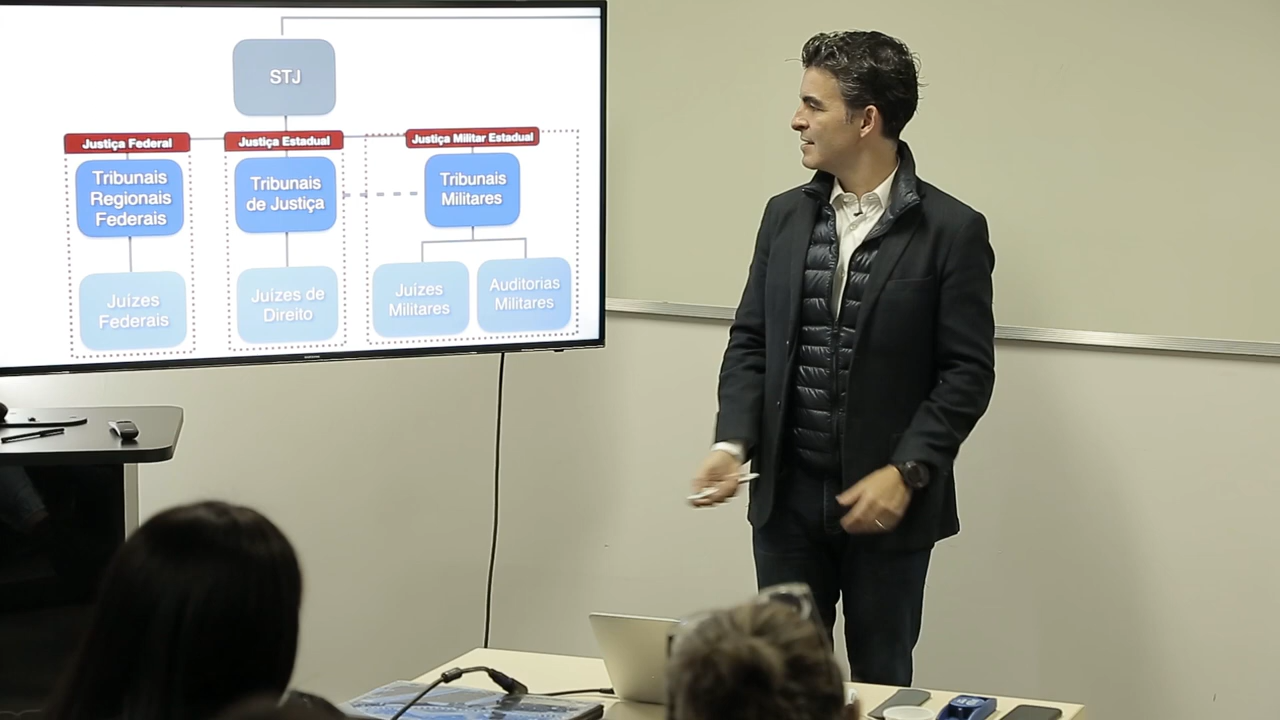 STJ
Justiça Federal
Justiça Estadual
Justiça Militar Estadual
Tribunais
Regionais
Federais
Tribunais
de Justiça
Tribunais
Militares
Juízes
Federais
Juízes de
Direito
Juízes
Militares
Auditorias
Militares